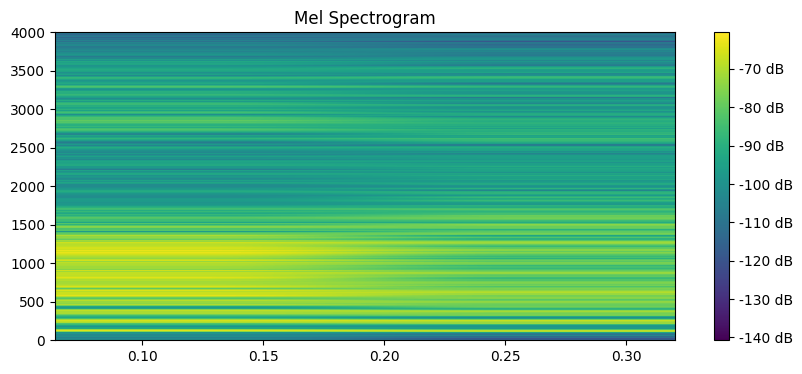 Mel Spectrogram
4000
3500
3000
2500
2000
1500
1000
500
0
0.10
0.15
0.20
0.25
0.30
-70 dB
-80 dB
-90 dB
-100 dB
-110 dB
-120 dB
-130 dB
-140 dB